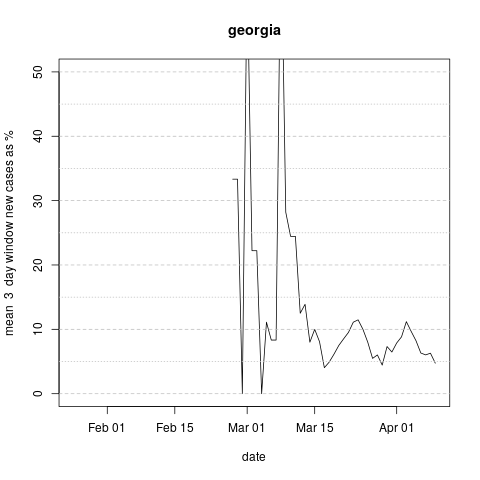 georgia
mean  3  day window new cases as %
50
40
30
20
10
0
Feb 01
Feb 15
Mar 01
Mar 15
Apr 01
date